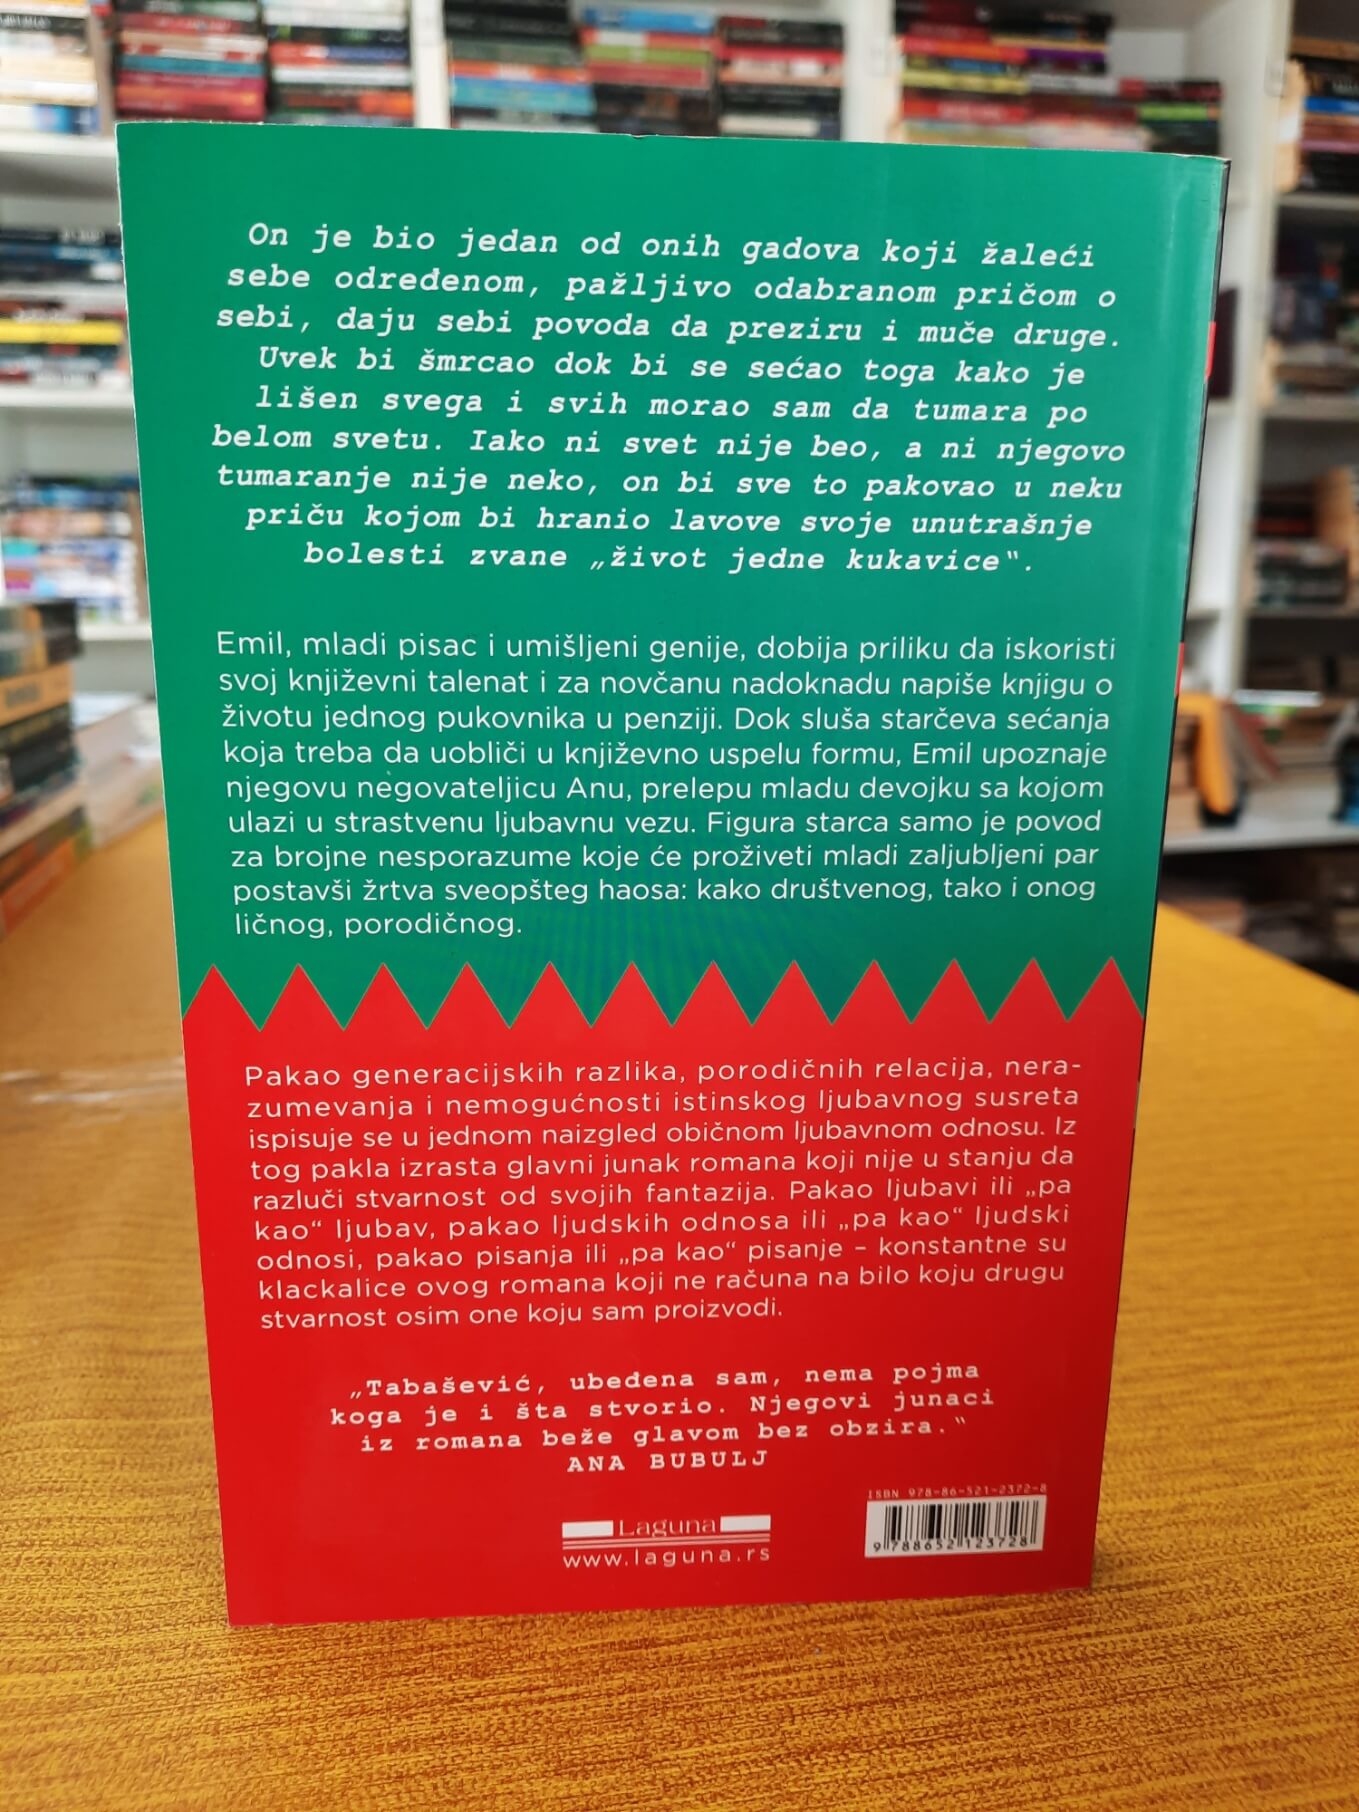 On je bio jedan od onih gadova koji žaleći
sebe određenom, pažljivo odabranom pričom o
sebi, daju sebi povoda da preziru i muče druge.
Uvek bi šmrcao dok bi se sećao toga kako je
lišen svega i svih morao sam da tumara po
belom svetu. Iako ni svet nije beo, a ni njegovo
tumaranje nije neko, on bi sve to pakovao u neku
priču kojom bi hranio lavove svoje unutrašnje
bolesti zvane „život jedne kukavice“.
Emil, mladi pisac i umišljeni genije, dobija priliku da iskoristi
svoj književni talenat i za novčanu nadoknadu napiše knjigu o
životu jednog pukovnika u penziji. Dok sluša starčeva sećanja
koja treba da uobliči u književno uspelu formu, Emil upoznaje
njegovu negovateljicu Anu, prelepu mladu devojku sa kojom
ulazi u strastvenu ljubavnu vezu. Figura starca samo je povod
za brojne nesporazume koje će proživeti mladi zaljubljeni par
postavši žrtva sveopšteg haosa: kako društvenog, tako i onog
ličnog, porodičnog.
Pakao generacijskih razlika, porodičnih relacija, nera-
zumevanja i nemogućnosti istinskog ljubavnog susreta
ispisuje se u jednom naizgled običnom ljubavnom odnosu. Iz
tog pakla izrasta glavni junak romana koji nije u stanju da
razluči stvarnost od svojih fantazija. Pakao ljubavi ili „pa
kao“ ljubav, pakao ljudskih odnosa ili „pa kao“ ljudski
odnosi, pakao pisanja ili „pa kao“ pisanje – konstantne su
klackalice ovog romana koji ne računa na bilo koju drugu
stvarnost osim one koju sam proizvodi.
„Tabašević, ubeđena sam, nema pojma
koga je i šta stvorio. Njegovi junaci
iz romana beže glavom bez obzira.“
ANA BUBULJ
ISBN 978-86-521-2372-8
Laguna
www.laguna.rs
9 788652 123728